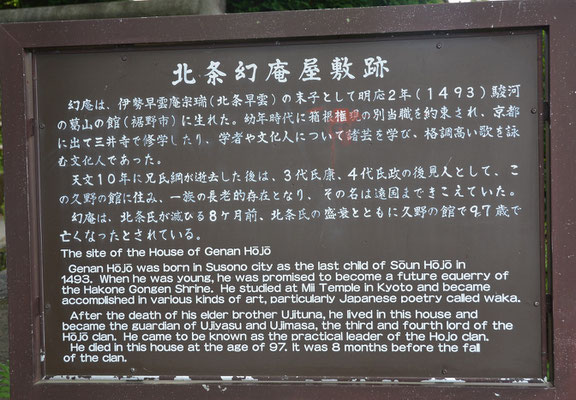 北条幻庵屋敷跡
幻庵は、伊勢早雲庵宗瑞(北条早雲)の末子として明応2年(1493)駿河
の葛山の館(裾野市)に生れた。幼年時代に箱根権現の別当職を約束され、京都
に出て三井寺で修学したり、学者や文化人について諸芸を学び、格調高い歌を詠
む文化人であった。
天文10年に兄氏綱が逝去した後は、3代氏康、4代氏政の後見人として、こ
の久野の館に住み、一族の長老的存在となり、その名は遠国まできこえていた。
幻庵は、北条氏が滅びる8ケ月前、北条氏の盛衰とともに久野の館で97歳で
亡くなったとされている。
The site of the House of Genan Hōjō
Genan Hōjō was born in Susono city as the last child of Sōun Hōjō in
1493. When he was young, he was promised to become a future equerry of
the Hakone Gongen Shrine. He studied at Mii Temple in Kyoto and became
accomplished in various kinds of art, particularly Japanese poetry called waka.
After the death of his elder brother Ujituna, he lived in this house and
became the guardian of Ujiyasu and Ujimasa, the third and fourth lord of the
Hōjō clan. He came to be known as the practical leader of the HoJo clan.
He died in this house at the age of 97. It was 8 months before the fall
of the clan.